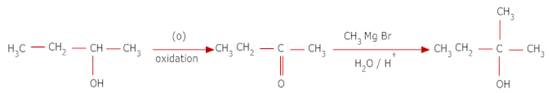 CH₃
H₃C — CH₂ — CH — CH₃ (o) CH₃ CH₂ — C — CH₃ CH₃ Mg Br CH₃ CH₂ — C — CH₃
oxidation H₂O / H⁺
OH O OH